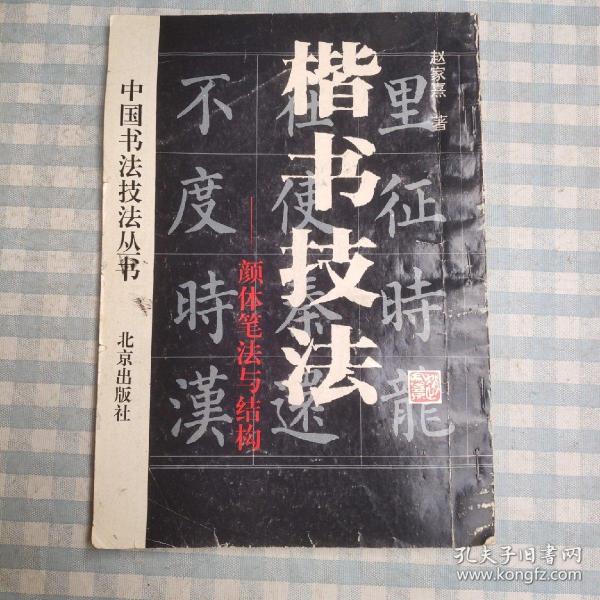 中国书法技法丛书
北京出版社
楷书技法
——颜体笔法与结构
赵家熹 著
里征時龍
仕使秦還
不度時漢
孔夫子旧书网
www.kongfz.com